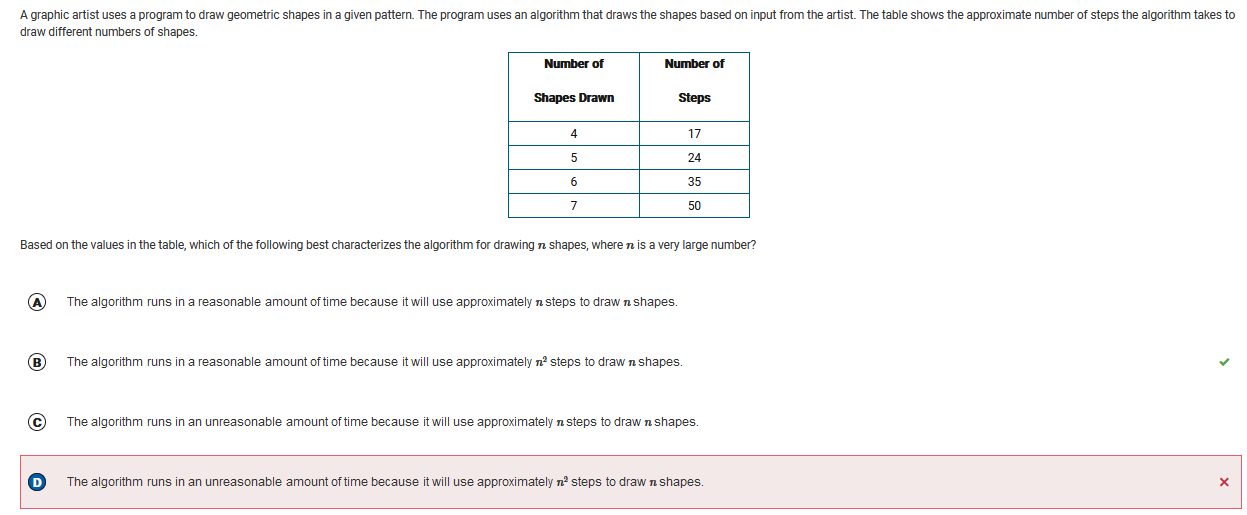 A graphic artist uses a program to draw geometric shapes in a given pattern. The program uses an algorithm that draws the shapes based on input from the artist. The table shows the approximate number of steps the algorithm takes to
draw different numbers of shapes.
Number of Number of
Shapes Drawn Steps
4 17
5 24
6 35
7 50
Based on the values in the table, which of the following best characterizes the algorithm for drawing n shapes, where n is a very large number?
A The algorithm runs in a reasonable amount of time because it will use approximately n steps to draw n shapes.
B The algorithm runs in a reasonable amount of time because it will use approximately n² steps to draw n shapes.
C The algorithm runs in an unreasonable amount of time because it will use approximately n steps to draw n shapes.
D The algorithm runs in an unreasonable amount of time because it will use approximately n² steps to draw n shapes.